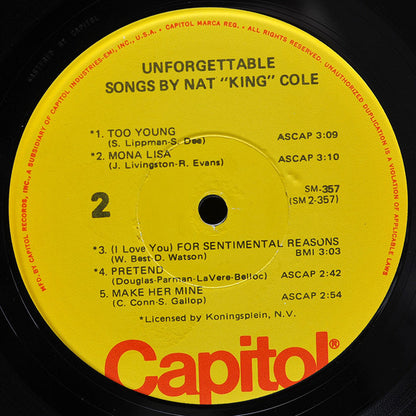 MFD. BY CAPITOL RECORDS, INC., A SUBSIDIARY OF CAPITOL INDUSTRIES-EMI, INC., U.S.A. • CAPITOL MARCA REG. • ALL RIGHTS RESERVED. UNAUTHORIZED DUPLICATION IS A VIOLATION OF APPLICABLE LAWS
UNFORGETTABLE
SONGS BY NAT "KING" COLE
*1. TOO YOUNG
(S. Lippman-S. Dee) ASCAP 3:09
*2. MONA LISA
(J. Livingston-R. Evans) ASCAP 3:10
2
SM-357
(SM 2-357)
*3. (I Love You) FOR SENTIMENTAL REASONS
(W. Best-D. Watson) BMI 3:03
*4. PRETEND
(Douglas-Parman-LaVere-Belloc) ASCAP 2:42
5. MAKE HER MINE
(C. Conn-S. Gallop) ASCAP 2:54
*Licensed by Koningsplein, N.V.
Capitol®